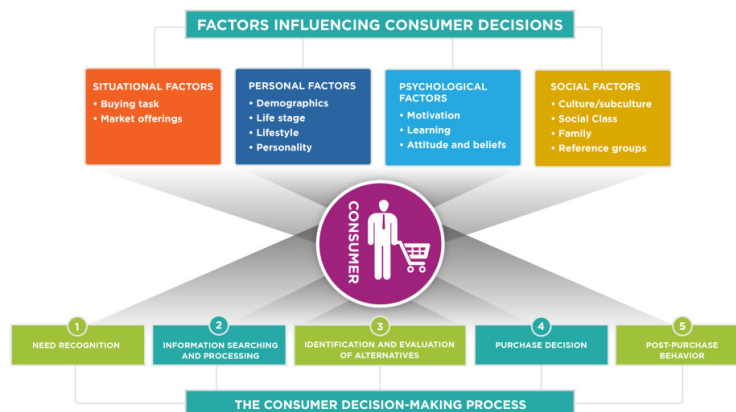 FACTORS INFLUENCING CONSUMER DECISIONS
SITUATIONAL FACTORS
• Buying task
• Market offerings
PERSONAL FACTORS
• Demographics
• Life stage
• Lifestyle
• Personality
PSYCHOLOGICAL
FACTORS
• Motivation
• Learning
• Attitude and beliefs
SOCIAL FACTORS
• Culture/subculture
• Social Class
• Family
• Reference groups
CONSUMER
1
NEED RECOGNITION
2
INFORMATION SEARCHING
AND PROCESSING
3
IDENTIFICATION AND EVALUATION
OF ALTERNATIVES
4
PURCHASE DECISION
5
POST-PURCHASE
BEHAVIOR
THE CONSUMER DECISION-MAKING PROCESS